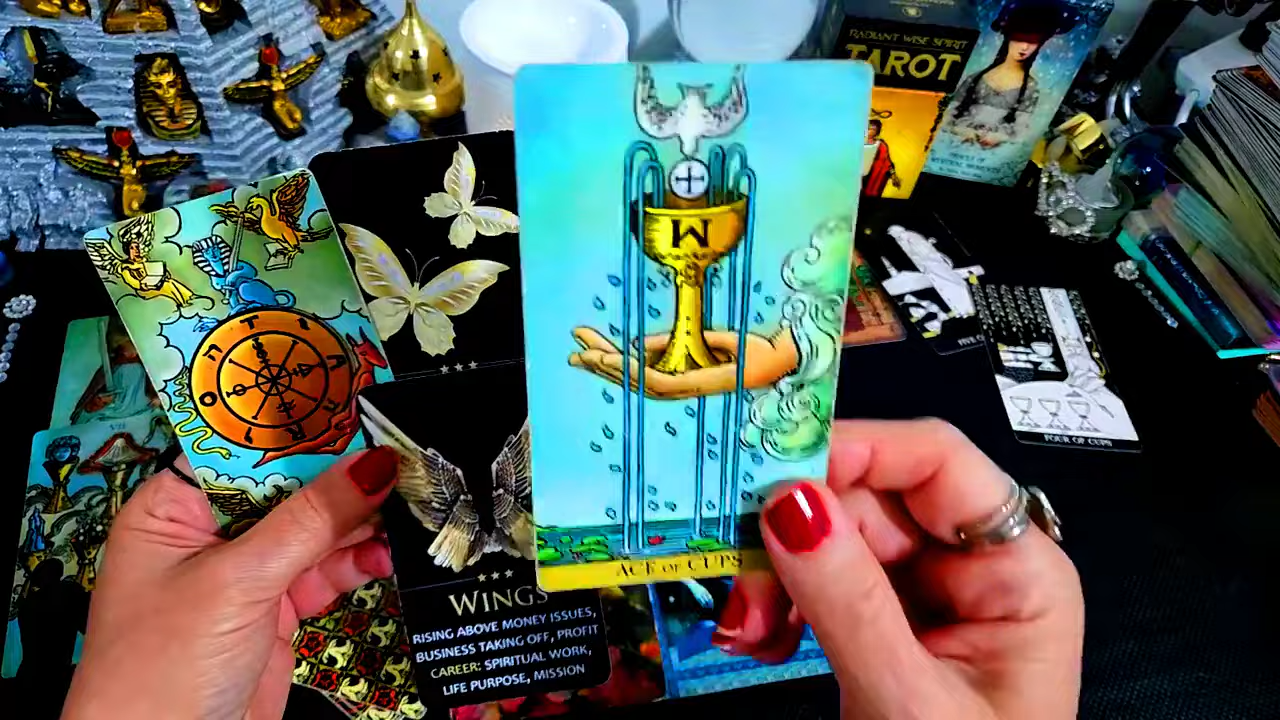 RADIANT WISE SPIRIT
TAROT
ACE OF CUPS
WINGS
RISING ABOVE MONEY ISSUES,
BUSINESS TAKING OFF, PROFIT
CAREER: SPIRITUAL WORK,
LIFE PURPOSE, MISSION
FOUR OF CUPS
VII